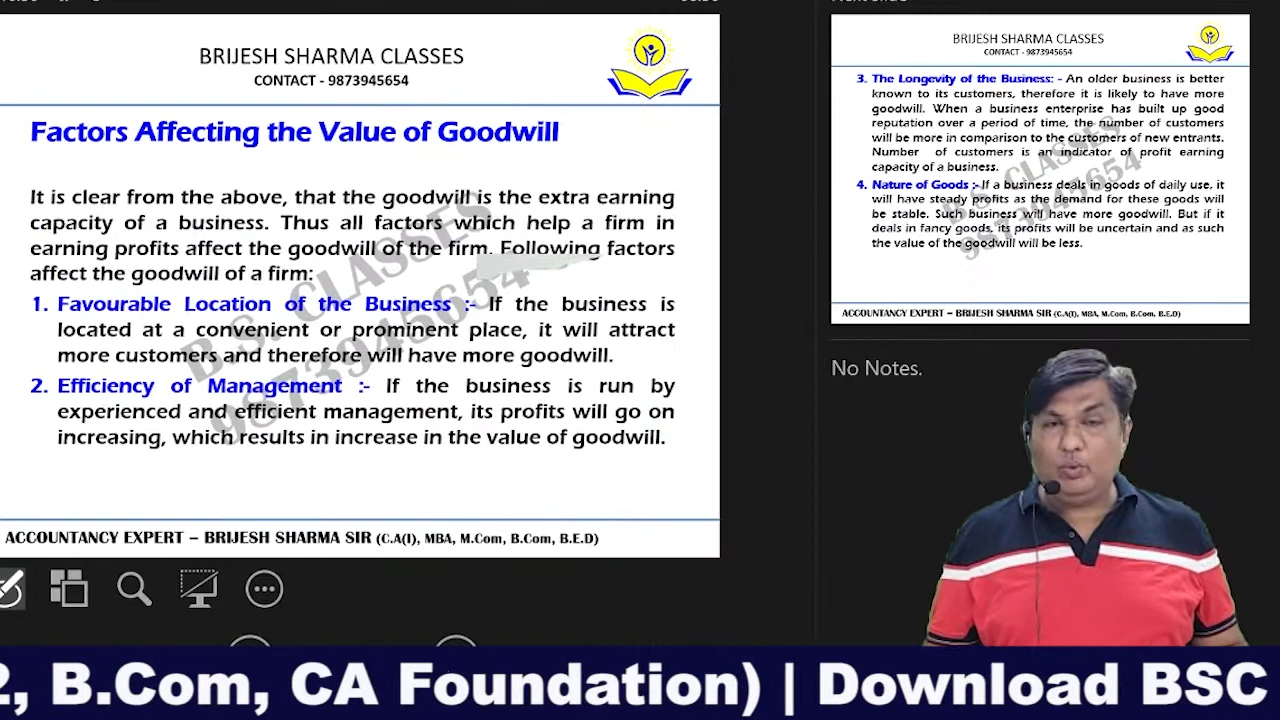 BRIJESH SHARMA CLASSES
CONTACT - 9873945654
Factors Affecting the Value of Goodwill
It is clear from the above, that the goodwill is the extra earning
capacity of a business. Thus all factors which help a firm in
earning profits affect the goodwill of the firm. Following factors
affect the goodwill of a firm:
1. Favourable Location of the Business :- If the business is
located at a convenient or prominent place, it will attract
more customers and therefore will have more goodwill.
2. Efficiency of Management :- If the business is run by
experienced and efficient management, its profits will go on
increasing, which results in increase in the value of goodwill.
B.S. CLASSES
9873945654
ACCOUNTANCY EXPERT – BRIJESH SHARMA SIR (C.A(I), MBA, M.Com, B.Com, B.E.D)
BRIJESH SHARMA CLASSES
CONTACT - 9873945654
3. The Longevity of the Business: - An older business is better
known to its customers, therefore it is likely to have more
goodwill. When a business enterprise has built up good
reputation over a period of time, the number of customers
will be more in comparison to the customers of new entrants.
Number of customers is an indicator of profit earning
capacity of a business.
4. Nature of Goods :- If a business deals in goods of daily use, it
will have steady profits as the demand for these goods will
be stable. Such business will have more goodwill. But if it
deals in fancy goods, its profits will be uncertain and as such
the value of the goodwill will be less.
B.S. CLASSES
9873947654
ACCOUNTANCY EXPERT – BRIJESH SHARMA SIR (C.A(I), MBA, M.Com, B.Com, B.E.D)
No Notes.
2, B.Com, CA Foundation) | Download BSC